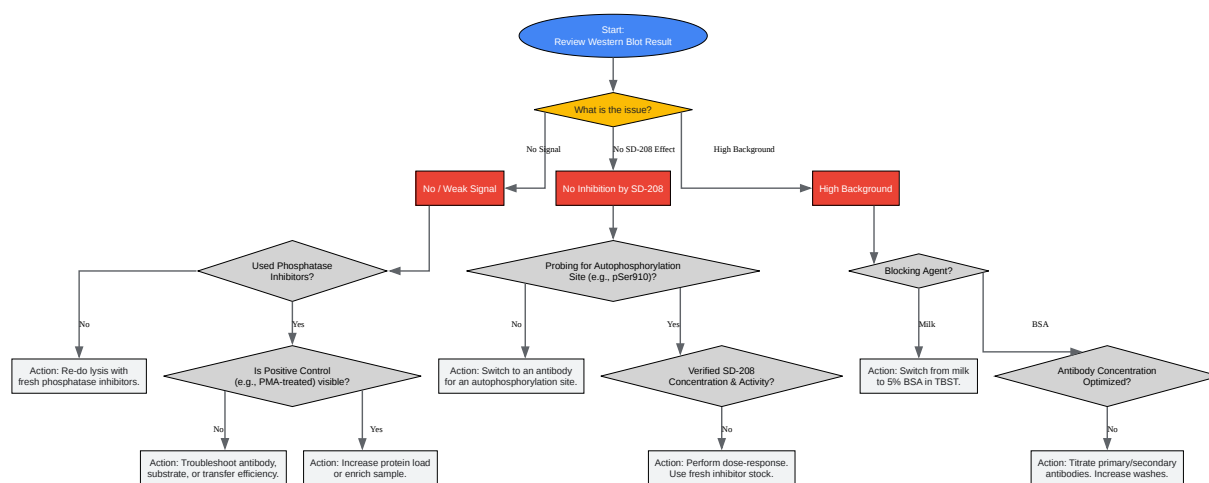 Start:
Review Western Blot Result
What is the issue?
No Signal
No SD-208 Effect
High Background
No / Weak Signal
No Inhibition by SD-208
High Background
Used Phosphatase
Inhibitors?
Probing for Autophosphorylation
Site (e.g., pSer910)?
Blocking Agent?
No
Yes
No
Yes
Milk
BSA
Action: Re-do lysis with
fresh phosphatase inhibitors.
Is Positive Control
(e.g., PMA-treated) visible?
Action: Switch to an antibody
for an autophosphorylation site.
Verified SD-208
Concentration & Activity?
Action: Switch from milk
to 5% BSA in TBST.
Antibody Concentration
Optimized?
No
Yes
No
No
Action: Troubleshoot antibody,
substrate, or transfer efficiency.
Action: Increase protein load
or enrich sample.
Action: Perform dose-response.
Use fresh inhibitor stock.
Action: Titrate primary/secondary
antibodies. Increase washes.